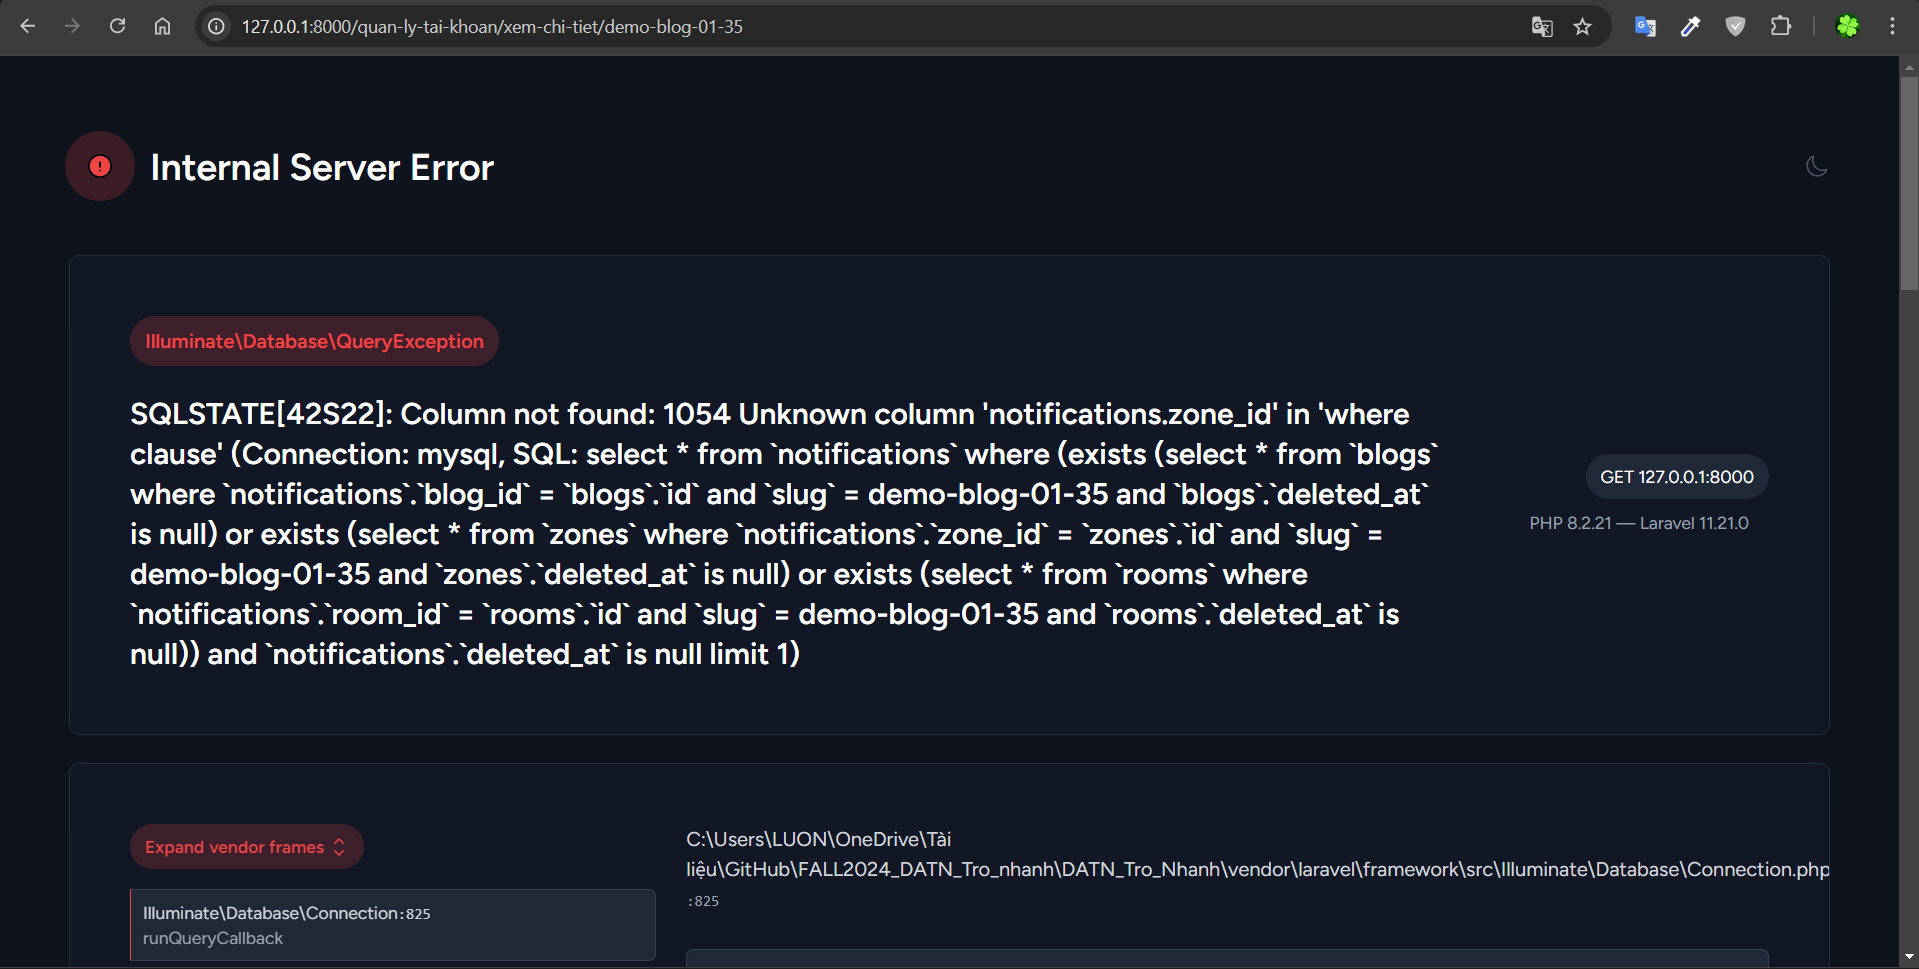 127.0.0.1:8000/quan-ly-tai-khoan/xem-chi-tiet/demo-blog-01-35
Internal Server Error
Illuminate\Database\QueryException
SQLSTATE[42S22]: Column not found: 1054 Unknown column 'notifications.zone_id' in 'where
clause' (Connection: mysql, SQL: select * from `notifications` where (exists (select * from `blogs`
where `notifications`.`blog_id` = `blogs`.`id` and `slug` = demo-blog-01-35 and `blogs`.`deleted_at`
is null) or exists (select * from `zones` where `notifications`.`zone_id` = `zones`.`id` and `slug` =
demo-blog-01-35 and `zones`.`deleted_at` is null) or exists (select * from `rooms` where
`notifications`.`room_id` = `rooms`.`id` and `slug` = demo-blog-01-35 and `rooms`.`deleted_at` is
null)) and `notifications`.`deleted_at` is null limit 1)
GET 127.0.0.1:8000
PHP 8.2.21 — Laravel 11.21.0
Expand vendor frames
Illuminate\Database\Connection:825
runQueryCallback
C:\Users\LUON\OneDrive\Tài
liệu\GitHub\FALL2024_DATN_Tro_nhanh\DATN_Tro_Nhanh\vendor\laravel\framework\src\Illuminate\Database\Connection.php
:825